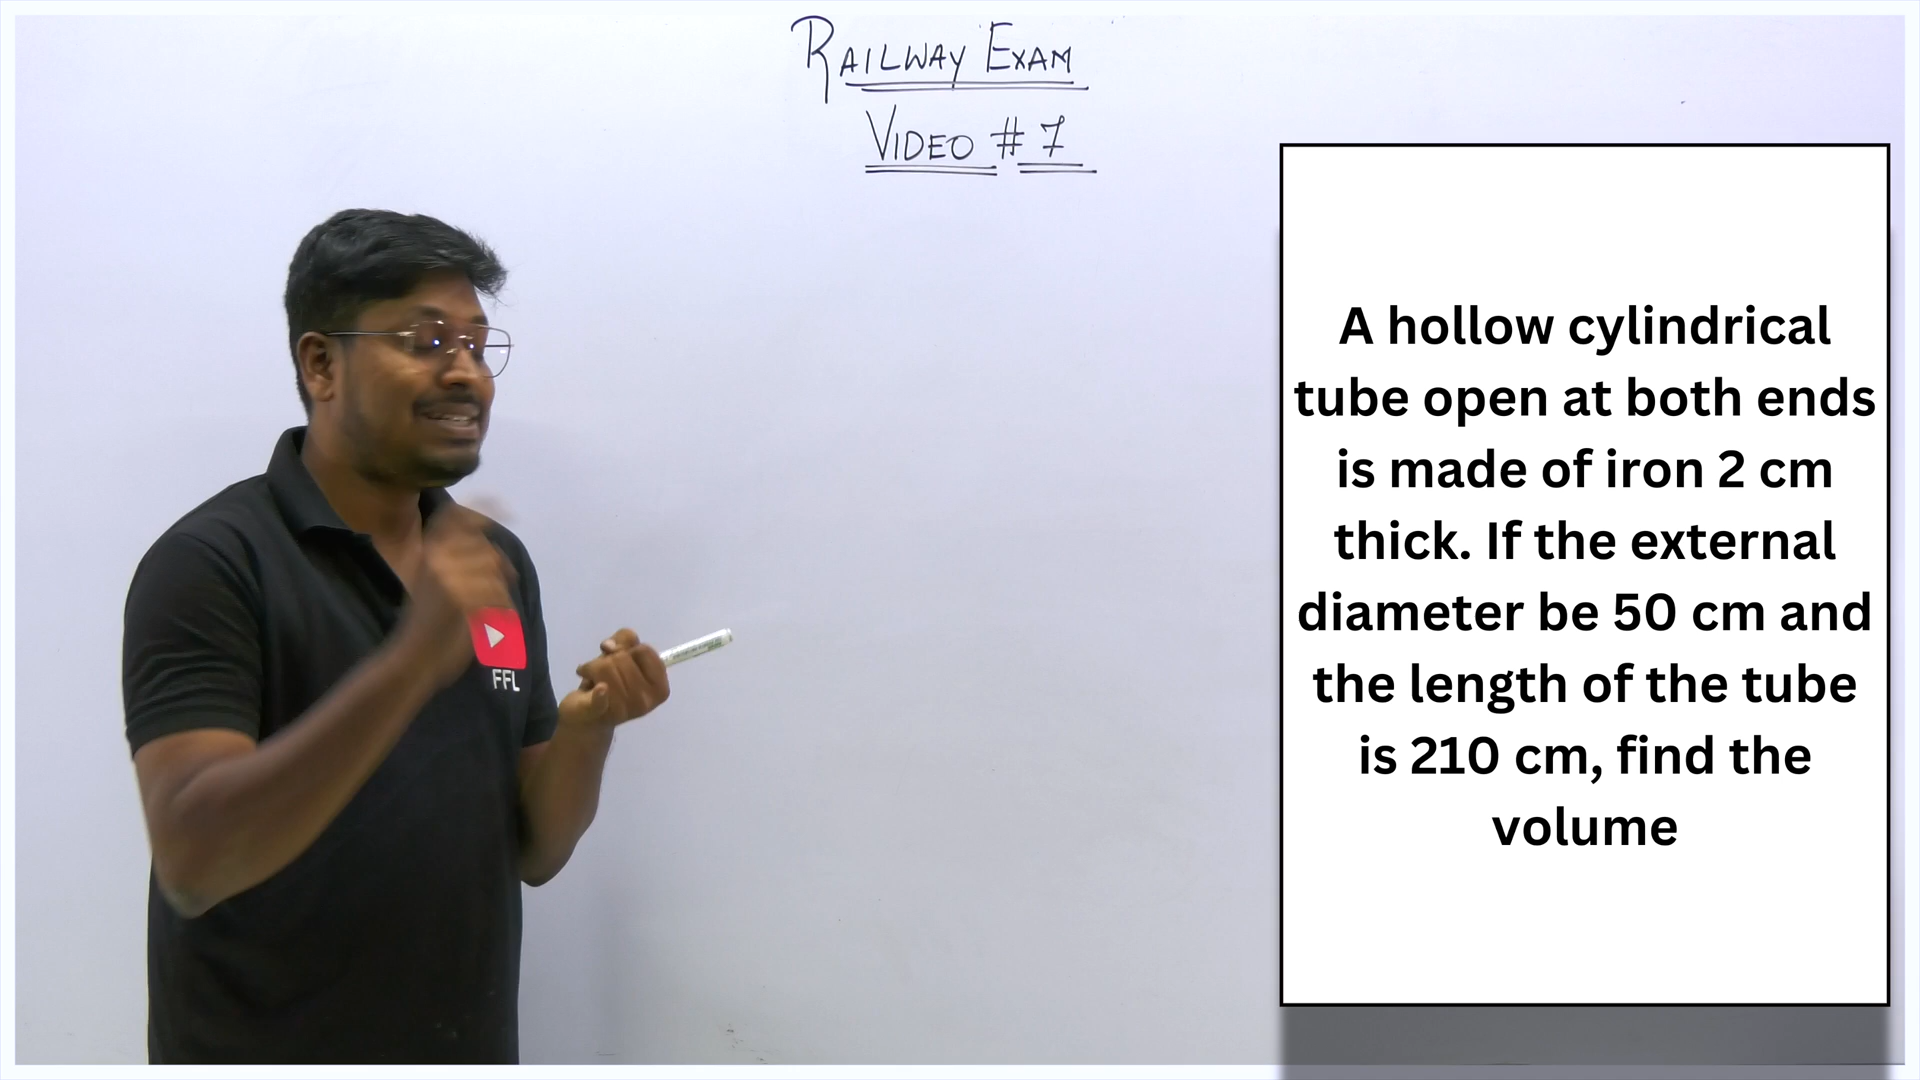 RAILWAY EXAM
VIDEO # 7
A hollow cylindrical
tube open at both ends
is made of iron 2 cm
thick. If the external
diameter be 50 cm and
the length of the tube
is 210 cm, find the
volume
FFL